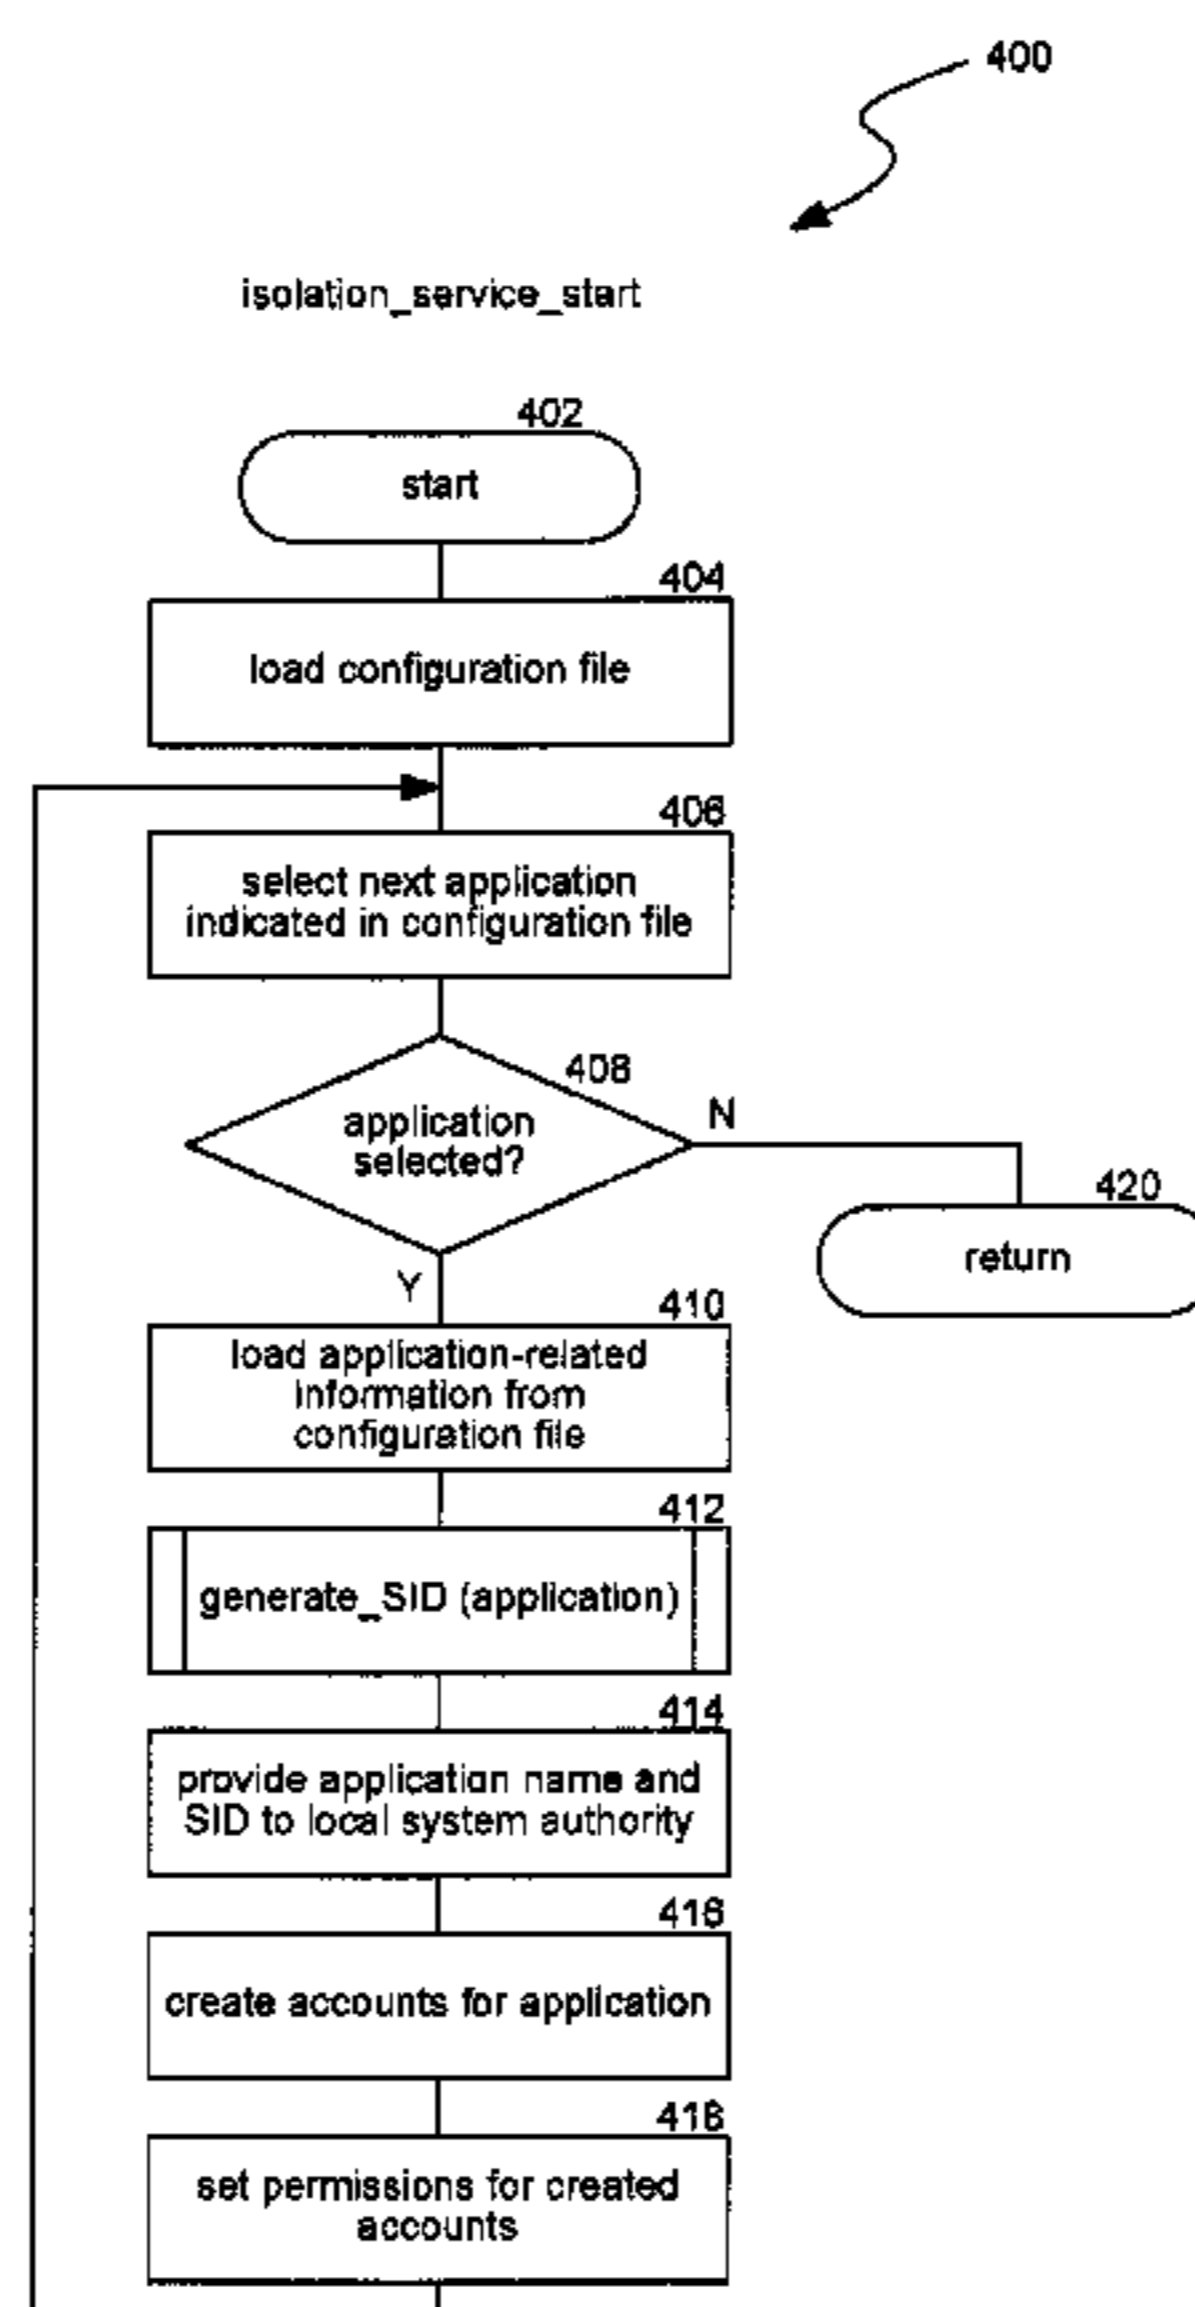 400
isolation_service_start
402
start
404
load configuration file
406
select next application
indicated in configuration file
408
application
selected?
N
420
return
Y
410
load application-related
information from
configuration file
412
generate_SID (application)
414
provide application name and
SID to local system authority
416
create accounts for application
418
set permissions for created
accounts